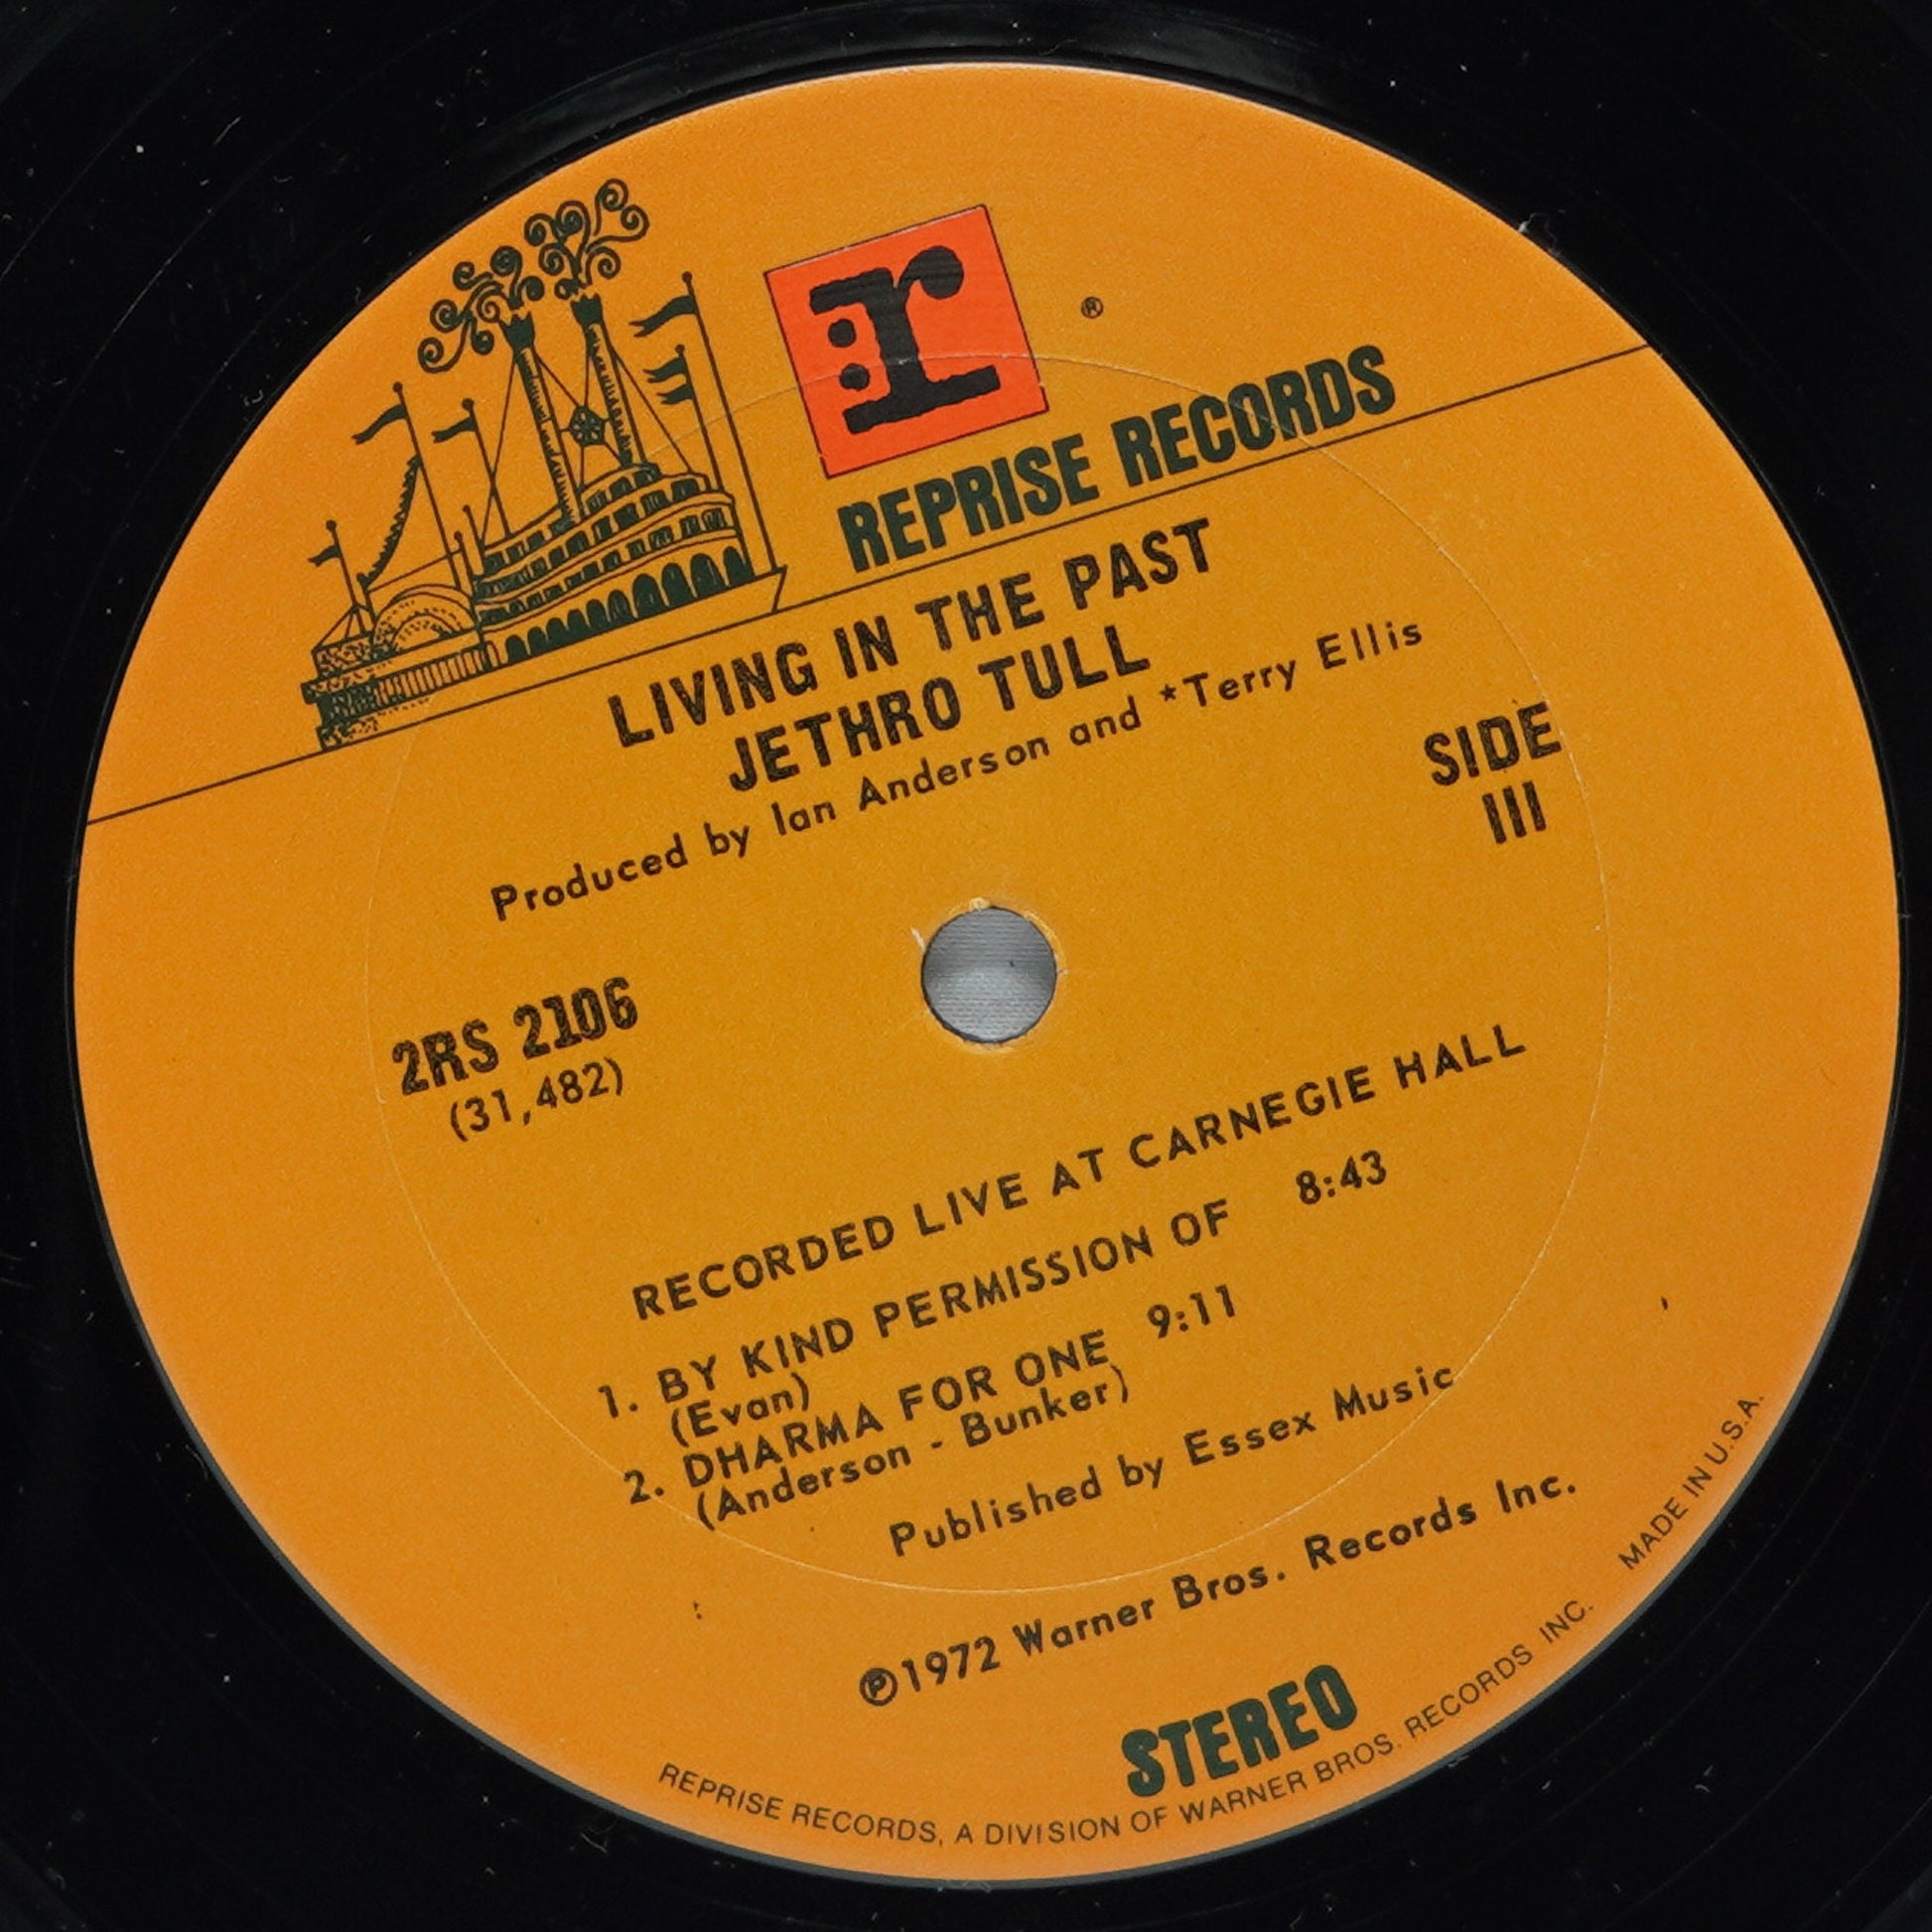 r:
®
REPRISE RECORDS
LIVING IN THE PAST
JETHRO TULL
Produced by Ian Anderson and *Terry Ellis
SIDE
III
2RS 2106
(31,482)
RECORDED LIVE AT CARNEGIE HALL
1. BY KIND PERMISSION OF 8:43
(Evan)
2. DHARMA FOR ONE 9:11
(Anderson - Bunker)
Published by Essex Music
℗1972 Warner Bros. Records Inc.
STEREO
REPRISE RECORDS, A DIVISION OF WARNER BROS. RECORDS INC. MADE IN U.S.A.